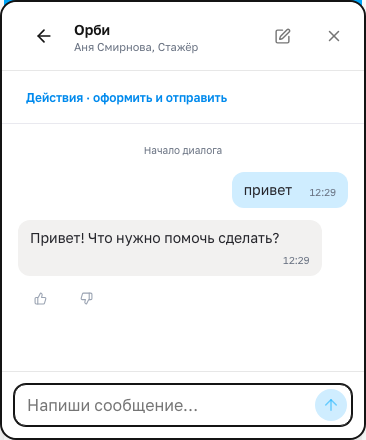 Орби
Аня Смирнова, Стажёр
Действия · оформить и отправить
Начало диалога
привет 12:29
Привет! Что нужно помочь сделать?
12:29
Напиши сообщение...